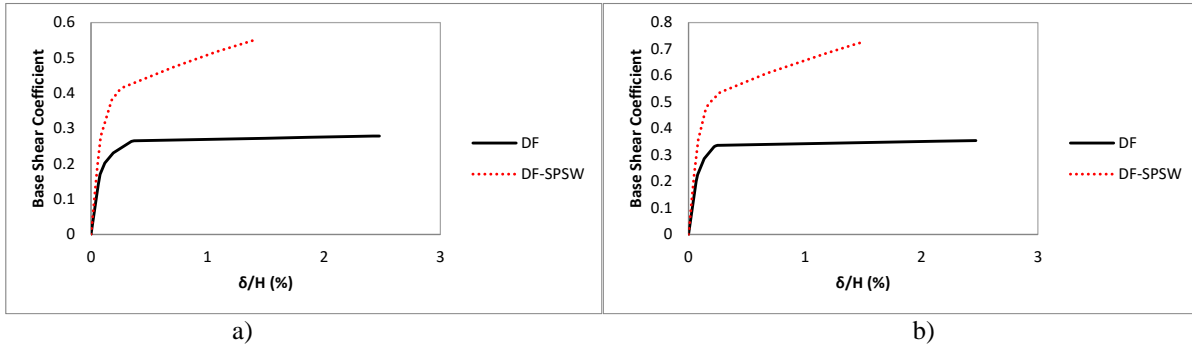 0.6
0.5
0.4
0.3
0.2
0.1
0
Base Shear Coefficient
0 1 2 3
δ/H (%)
DF
DF-SPSW
a)
0.8
0.7
0.6
0.5
0.4
0.3
0.2
0.1
0
Base Shear Coefficient
0 1 2 3
δ/H (%)
DF
DF-SPSW
b)